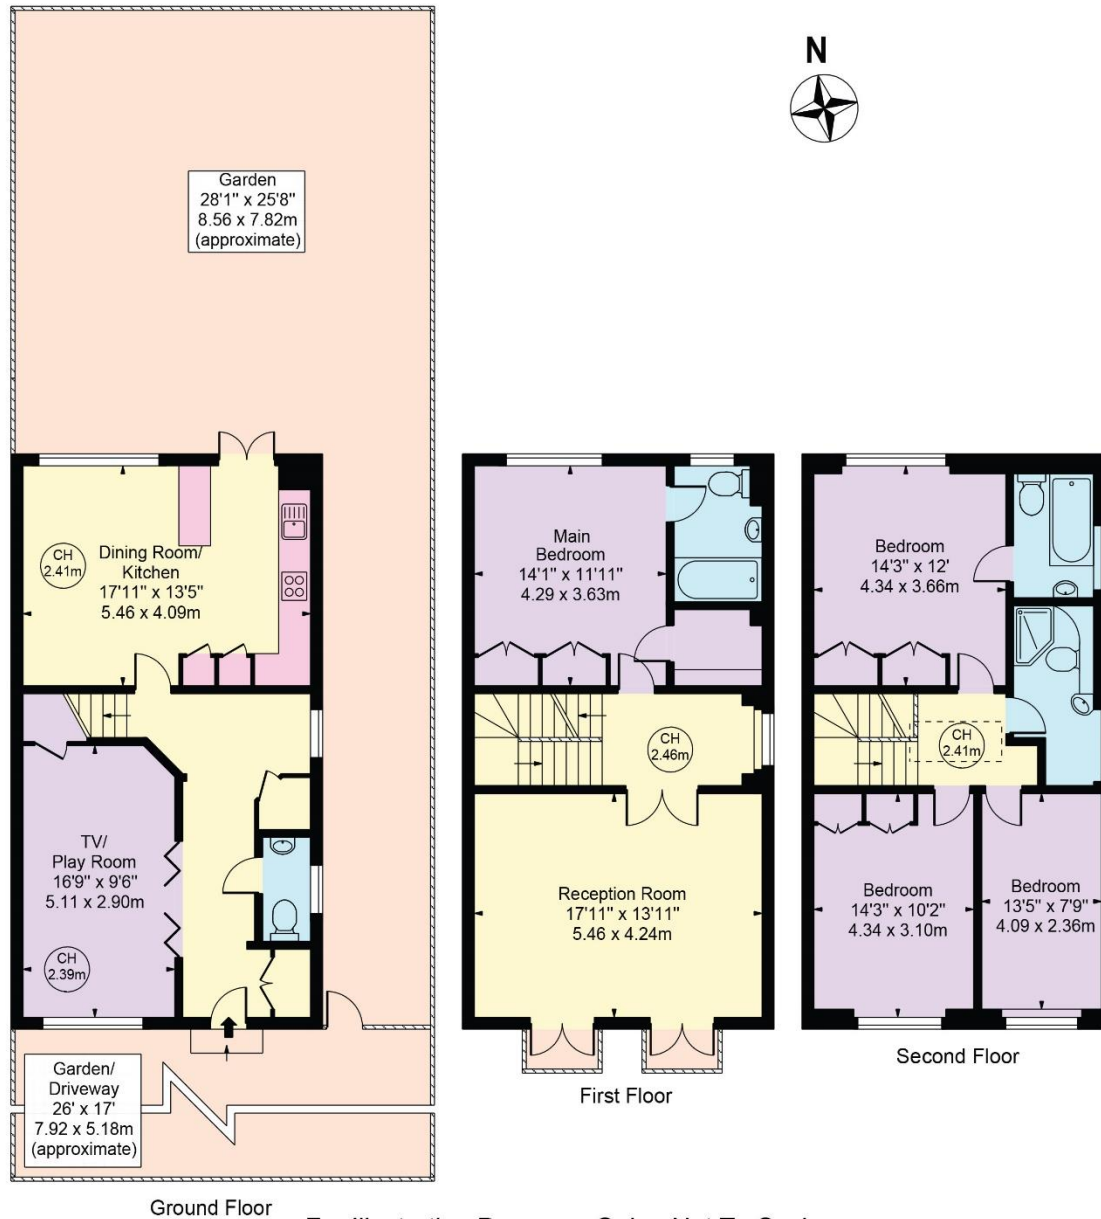 N
Garden
28'1" x 25'8"
8.56 x 7.82m
(approximate)
CH
2.41m
Dining Room/
Kitchen
17'11" x 13'5"
5.46 x 4.09m
TV/
Play Room
16'9" x 9'6"
5.11 x 2.90m
CH
2.39m
Garden/
Driveway
26' x 17'
7.92 x 5.18m
(approximate)
Ground Floor
Main
Bedroom
14'1" x 11'11"
4.29 x 3.63m
CH
2.46m
Reception Room
17'11" x 13'11"
5.46 x 4.24m
First Floor
Bedroom
14'3" x 12'
4.34 x 3.66m
CH
2.41m
Bedroom
14'3" x 10'2"
4.34 x 3.10m
Bedroom
13'5" x 7'9"
4.09 x 2.36m
Second Floor